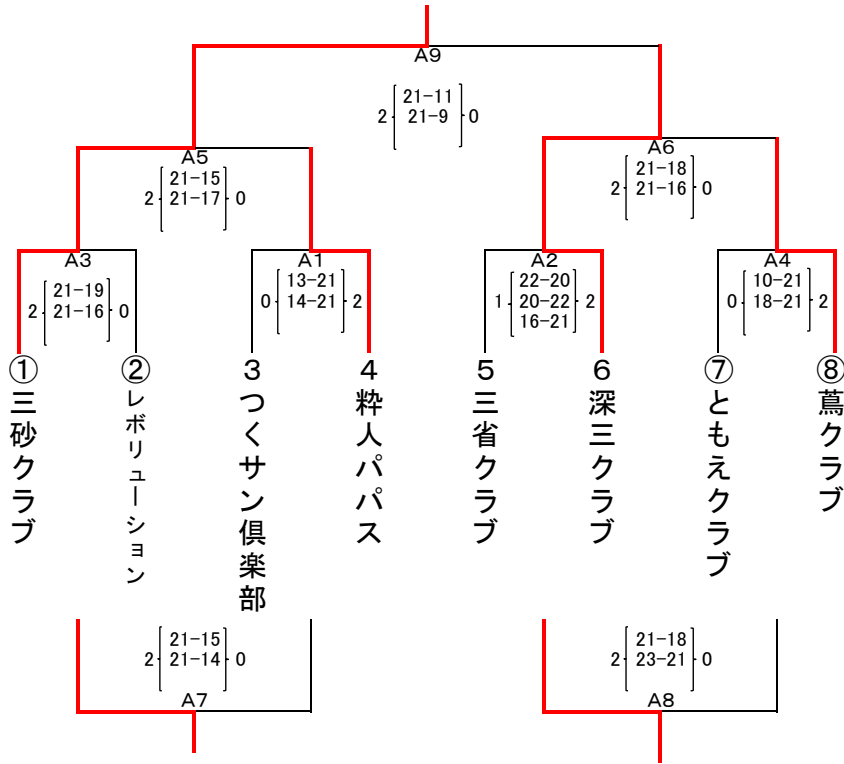 A9
21-11
2 21-9 0
A5
21-15
2 21-17 0
A6
21-18
2 21-16 0
A3
21-19
2 21-16 0
A1
13-21
0 14-21 2
A2
22-20
1 20-22 2
16-21
A4
10-21
0 18-21 2
①三砂クラブ
②レボリューション
3つくサン倶楽部
4粋人パパス
5三省クラブ
6深三クラブ
⑦ともえクラブ
⑧蔦クラブ
21-15
2 21-14 0
A7
21-18
2 23-21 0
A8